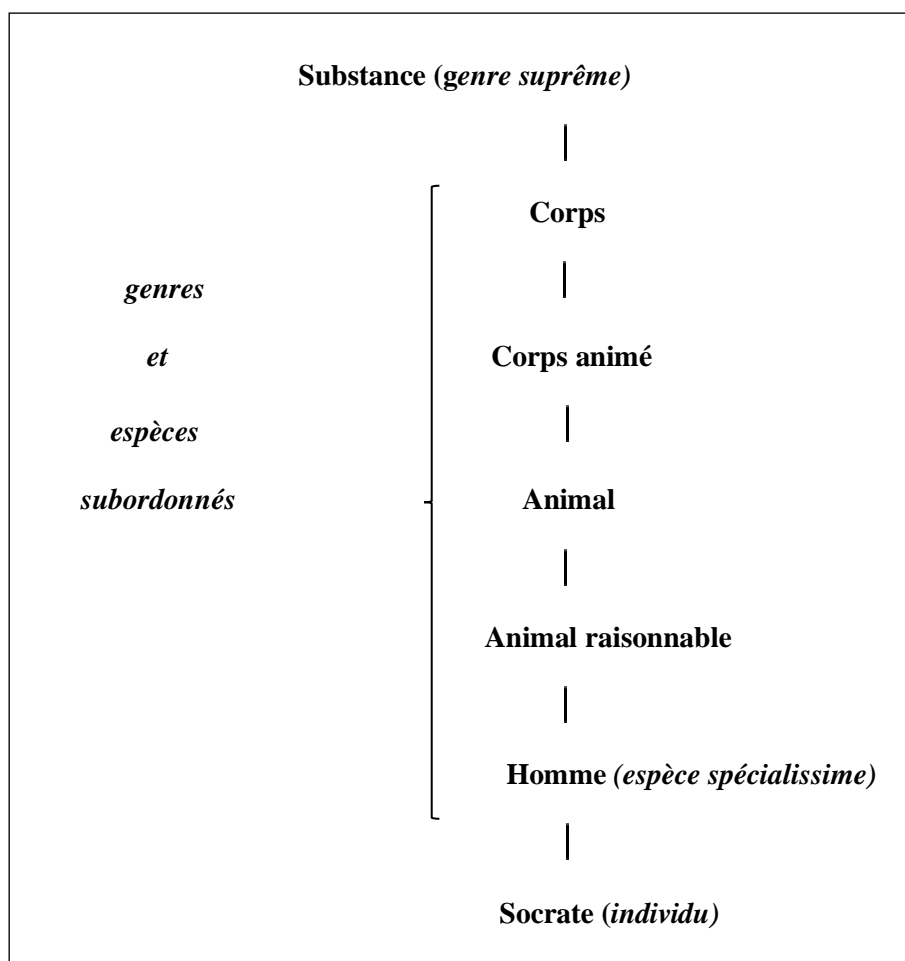 Substance (genre suprême)
Corps
genres
et
Corps animé
espèces
subordonnés
Animal
Animal raisonnable
Homme (espèce spécialissime)
Socrate (individu)